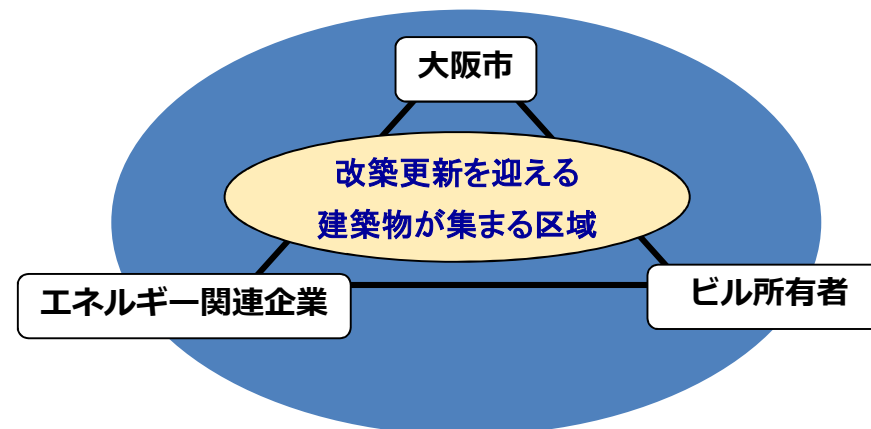 大阪市
改築更新を迎える
建築物が集まる区域
エネルギー関連企業
ビル所有者